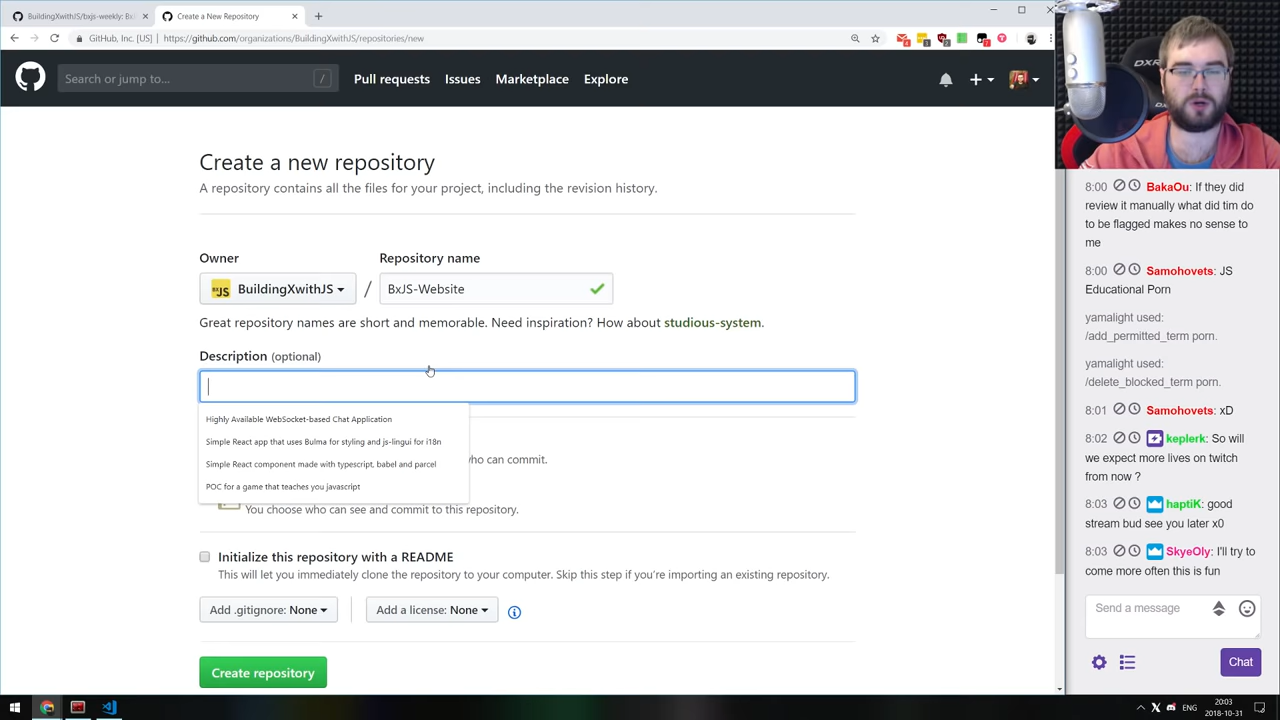 BuildingXwithJS/bxjs-weekly: Bx
Create a New Repository
GitHub, Inc. [US] | https://github.com/organizations/BuildingXwithJS/repositories/new
Search or jump to...
/
Pull requests
Issues
Marketplace
Explore
Create a new repository
A repository contains all the files for your project, including the revision history.
Owner
Repository name
BuildingXwithJS
/
BxJS-Website
Great repository names are short and memorable. Need inspiration? How about studious-system.
Description (optional)
Highly Available WebSocket-based Chat Application
Simple React app that uses Bulma for styling and js-lingui for i18n
Simple React component made with typescript, babel and parcel
POC for a game that teaches you javascript
who can commit.
You choose who can see and commit to this repository.
Initialize this repository with a README
This will let you immediately clone the repository to your computer. Skip this step if you're importing an existing repository.
Add .gitignore: None
Add a license: None
Create repository
DXR
8:00 BakaOu: If they did
review it manually what did tim do
to be flagged makes no sense to
me
8:00 Samohovets: JS
Educational Porn
yamalight used:
/add_permitted_term porn.
yamalight used:
/delete_blocked_term porn.
8:01 Samohovets: xD
8:02 keplerk: So will
we expect more lives on twitch
from now ?
8:03 haptiK: good
stream bud see you later x0
8:03 SkyeOly: I'll try to
come more often this is fun
Send a message
Chat
ENG
20:03
2018-10-31